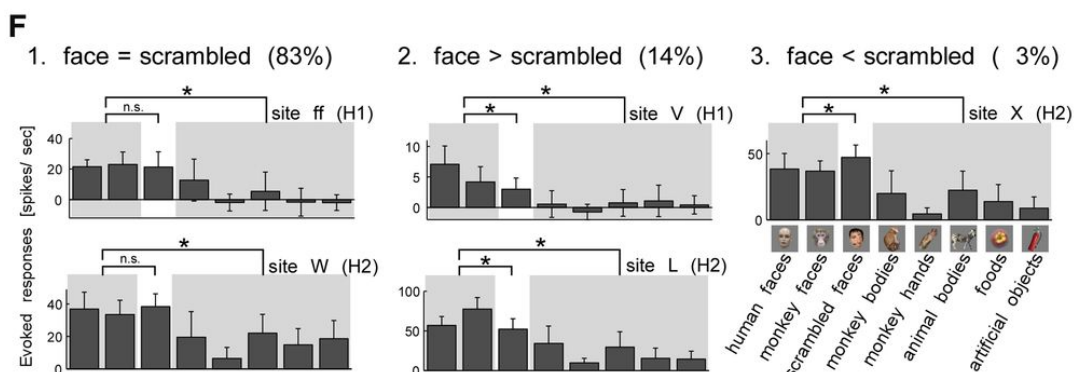 F
1. face = scrambled (83%)
2. face > scrambled (14%)
3. face < scrambled ( 3%)
*
n.s.
site ff (H1)
*
*
site V (H1)
*
*
site X (H2)
Evoked responses [spikes/ sec]
40
20
0
10
5
0
50
0
*
n.s.
site W (H2)
*
*
site L (H2)
40
20
0
100
50
0
human faces
monkey faces
scrambled faces
monkey bodies
monkey hands
animal bodies
foods
artificial objects